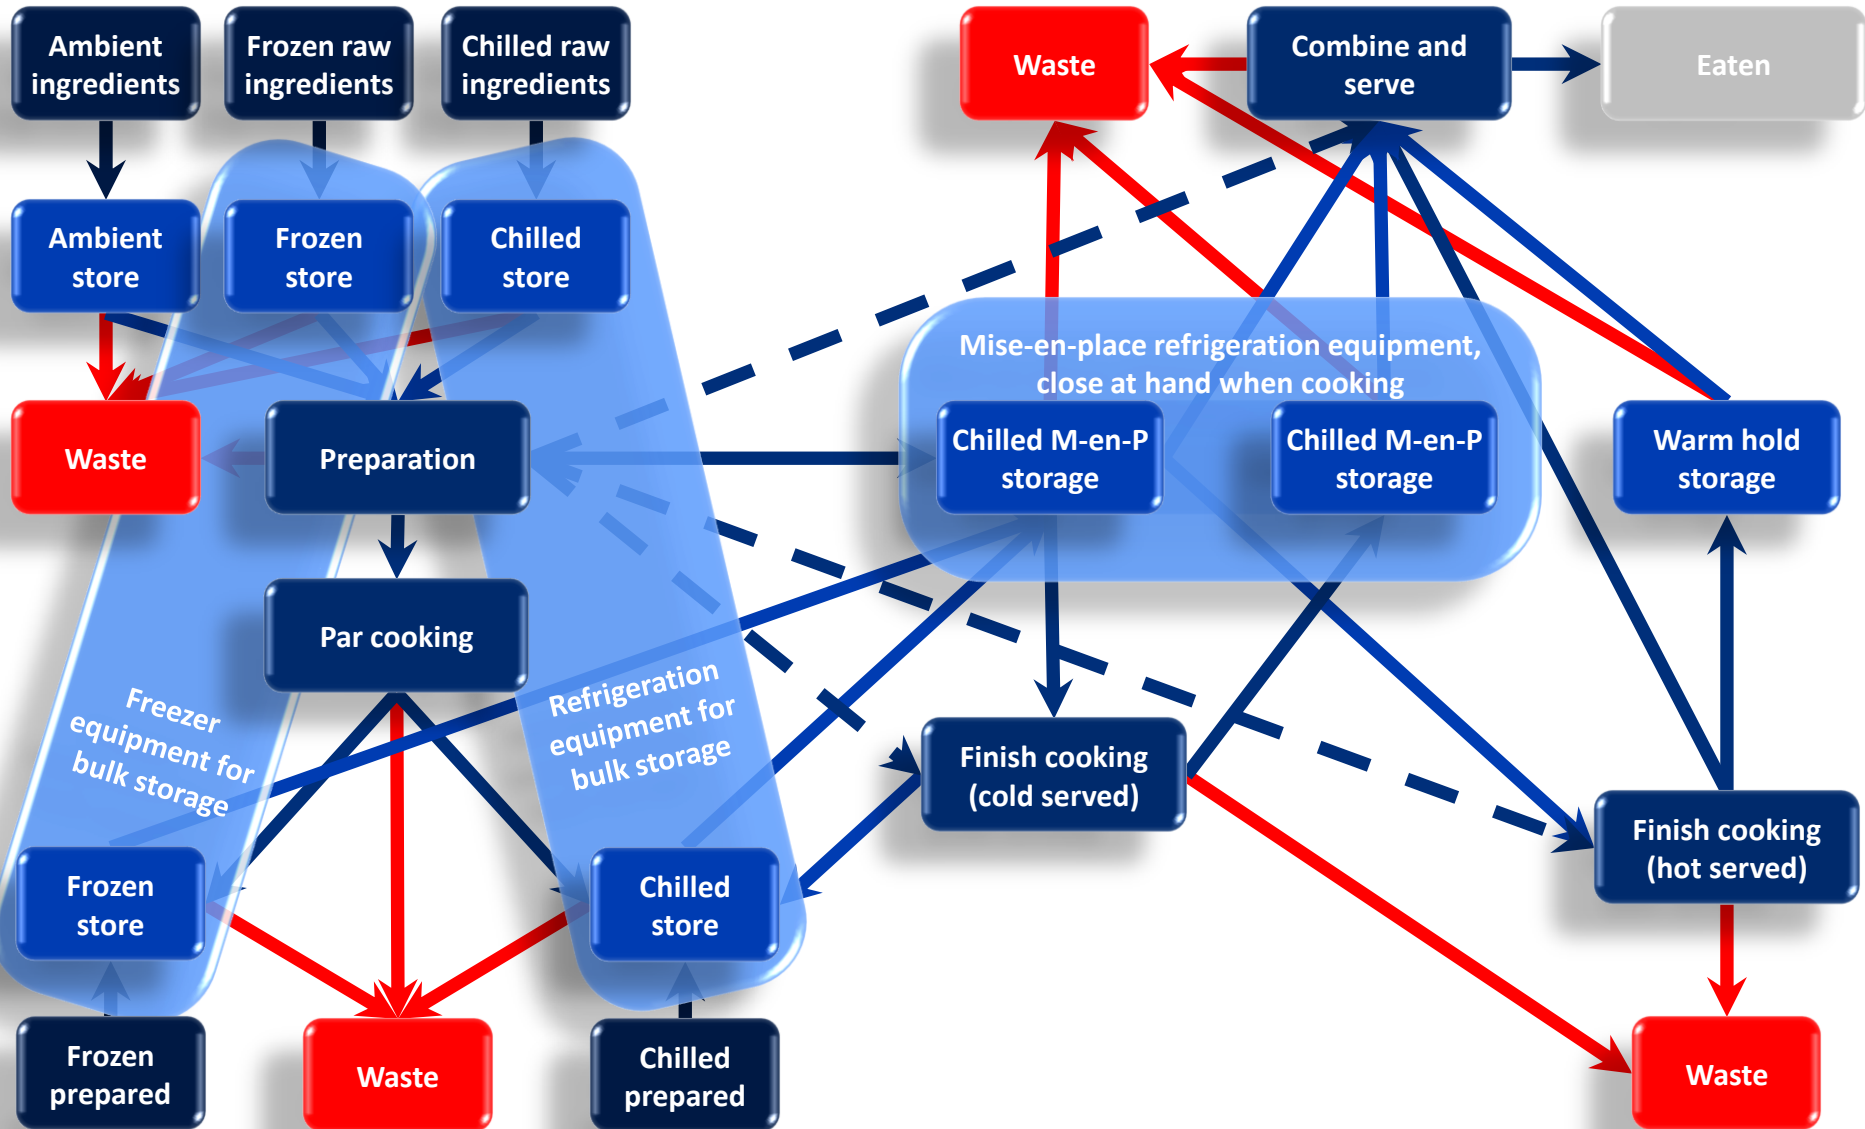 Ambient
ingredients
Frozen raw
ingredients
Chilled raw
ingredients
Waste
Combine and
serve
Eaten
Ambient
store
Frozen
store
Chilled
store
Mise-en-place refrigeration equipment,
close at hand when cooking
Waste
Preparation
Chilled M-en-P
storage
Chilled M-en-P
storage
Warm hold
storage
Par cooking
Freezer
equipment for
bulk storage
Refrigeration
equipment for
bulk storage
Finish cooking
(cold served)
Finish cooking
(hot served)
Frozen
store
Chilled
store
Frozen
prepared
Waste
Chilled
prepared
Waste